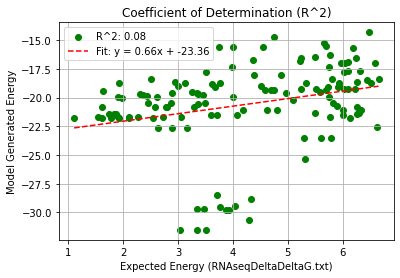 Coefficient of Determination (R^2)
R^2: 0.08
Fit: y = 0.66x + -23.36
Model Generated Energy
−15.0
−17.5
−20.0
−22.5
−25.0
−27.5
−30.0
1 2 3 4 5 6
Expected Energy (RNAseqDeltaDeltaG.txt)